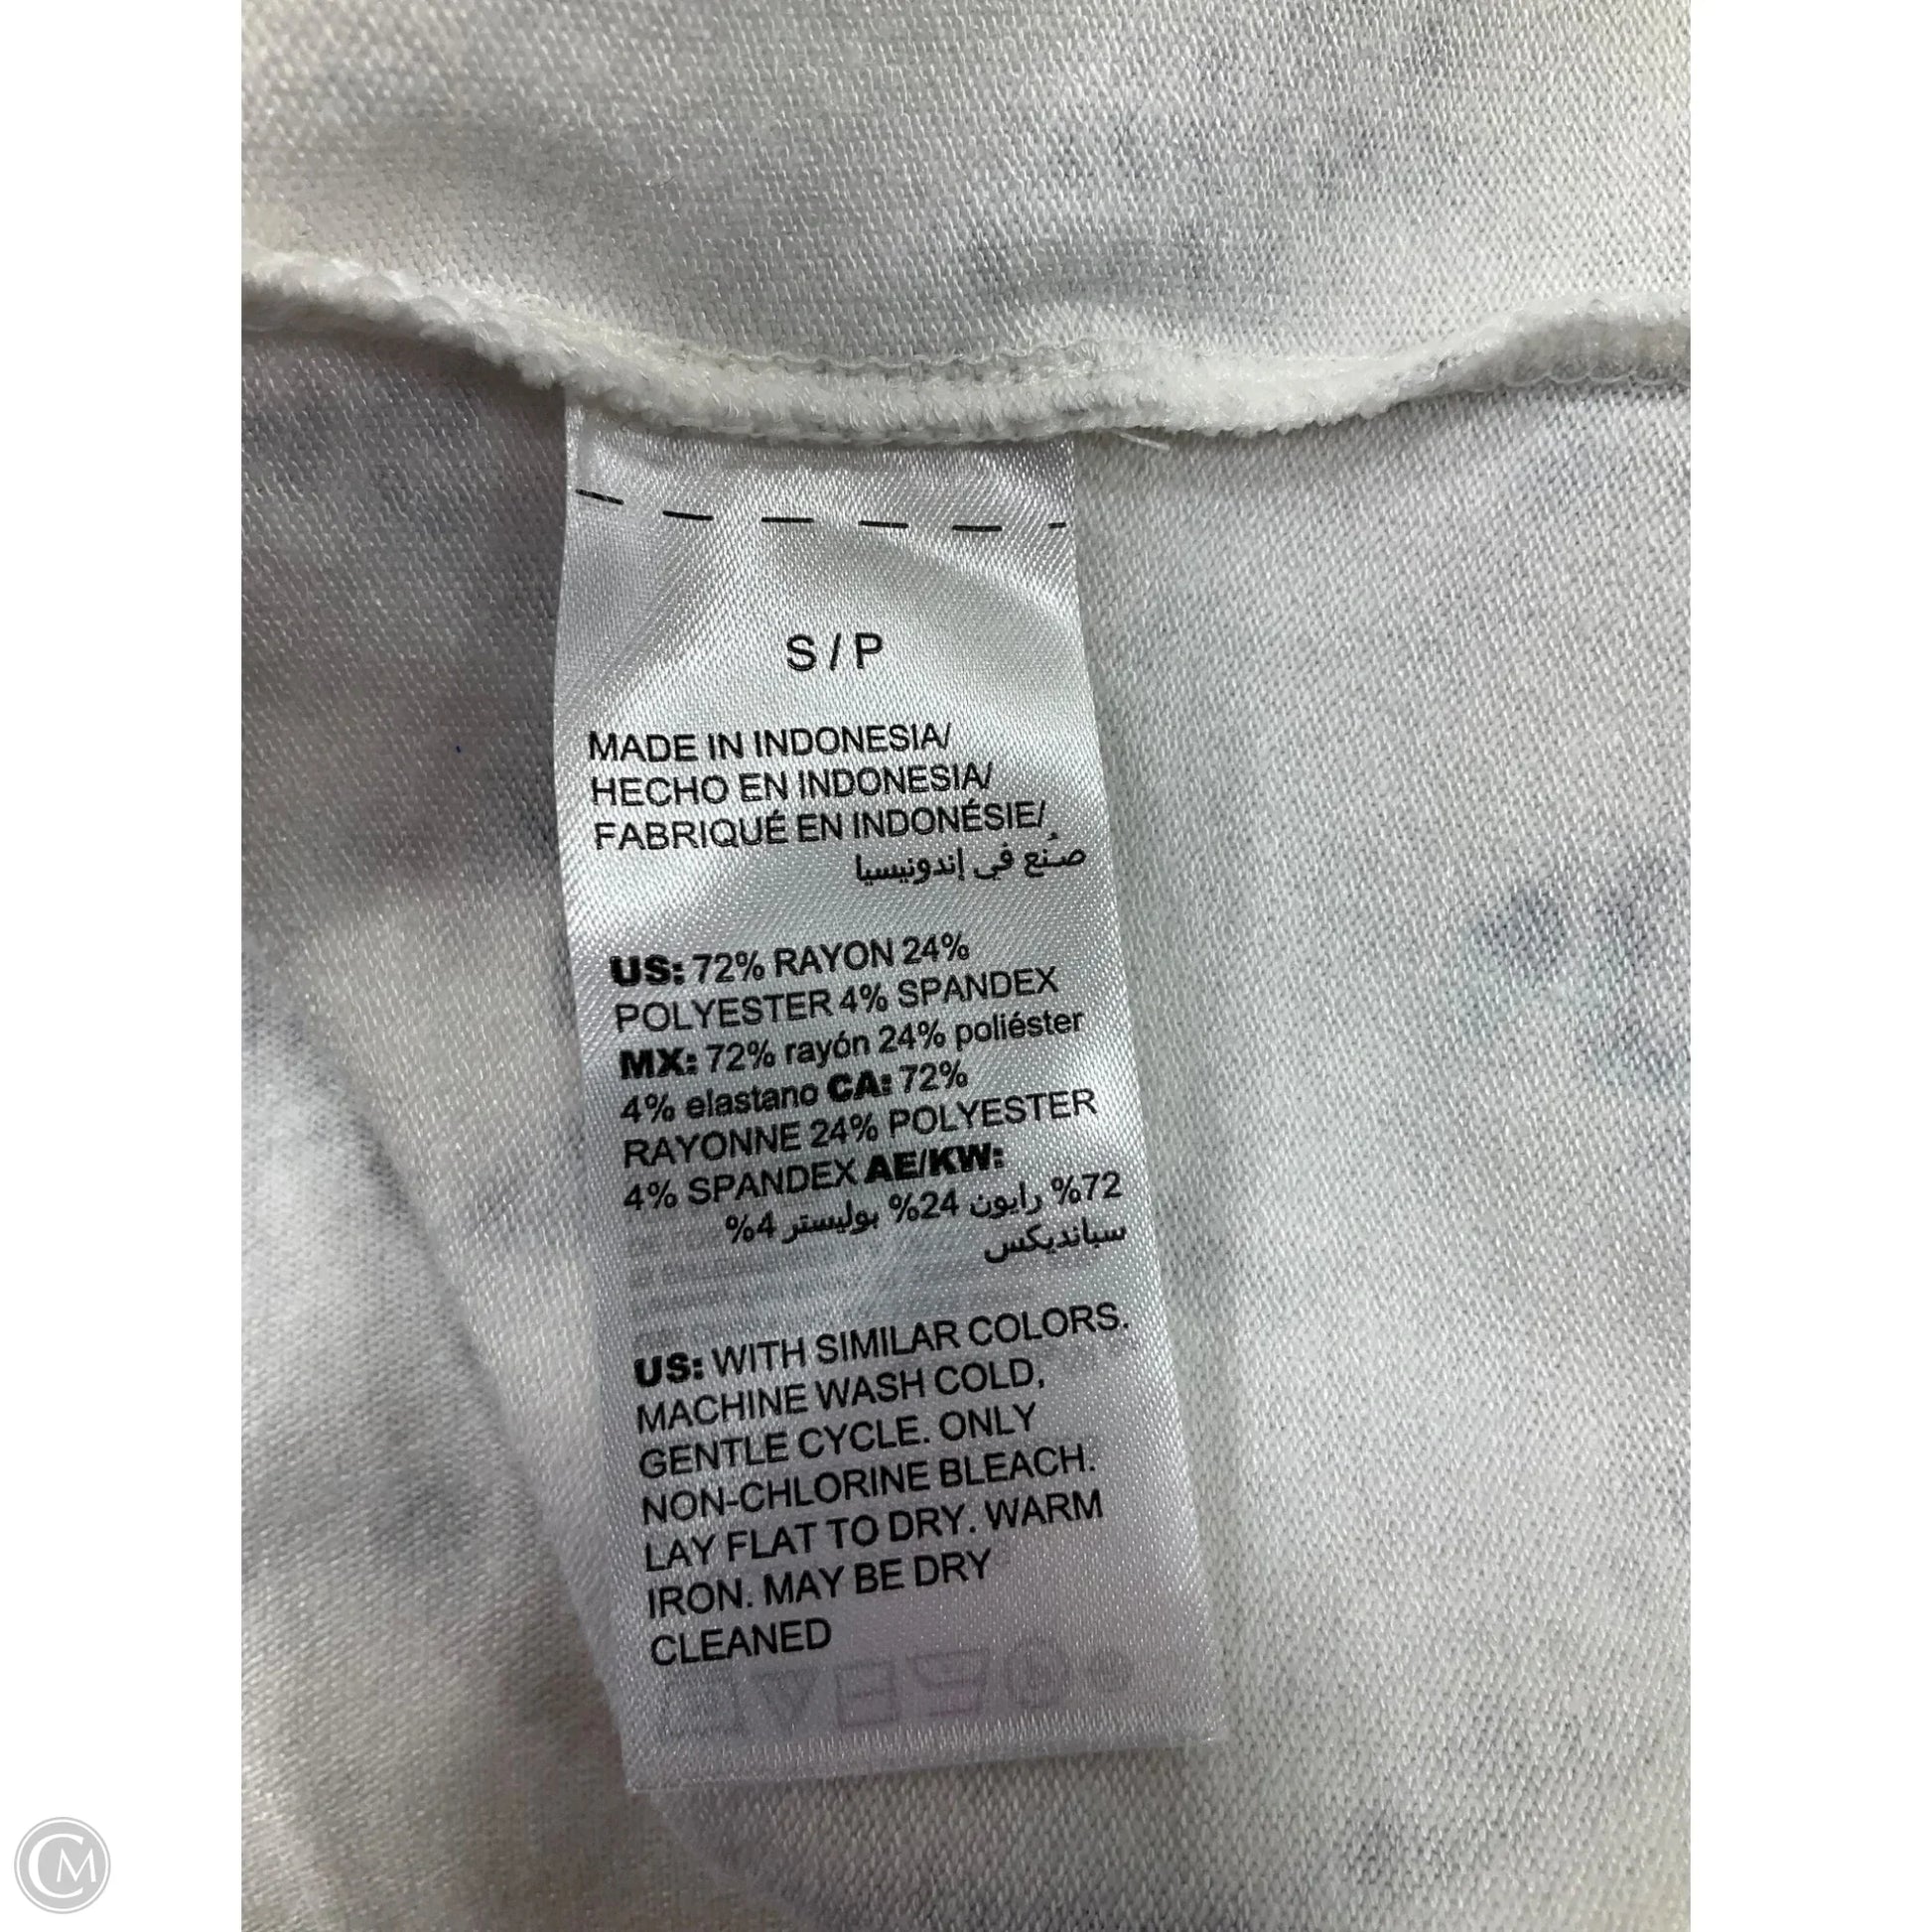 S / P
MADE IN INDONESIA/
HECHO EN INDONESIA/
FABRIQUÉ EN INDONÉSIE/
صُنع في إندونيسيا
US: 72% RAYON 24%
POLYESTER 4% SPANDEX
MX: 72% rayón 24% poliéster
4% elastano CA: 72%
RAYONNE 24% POLYESTER
4% SPANDEX AE/KW:
%72 رايون 24% بوليستر 4%
سبانديكس
US: WITH SIMILAR COLORS.
MACHINE WASH COLD,
GENTLE CYCLE. ONLY
NON-CHLORINE BLEACH.
LAY FLAT TO DRY. WARM
IRON. MAY BE DRY
CLEANED
CM